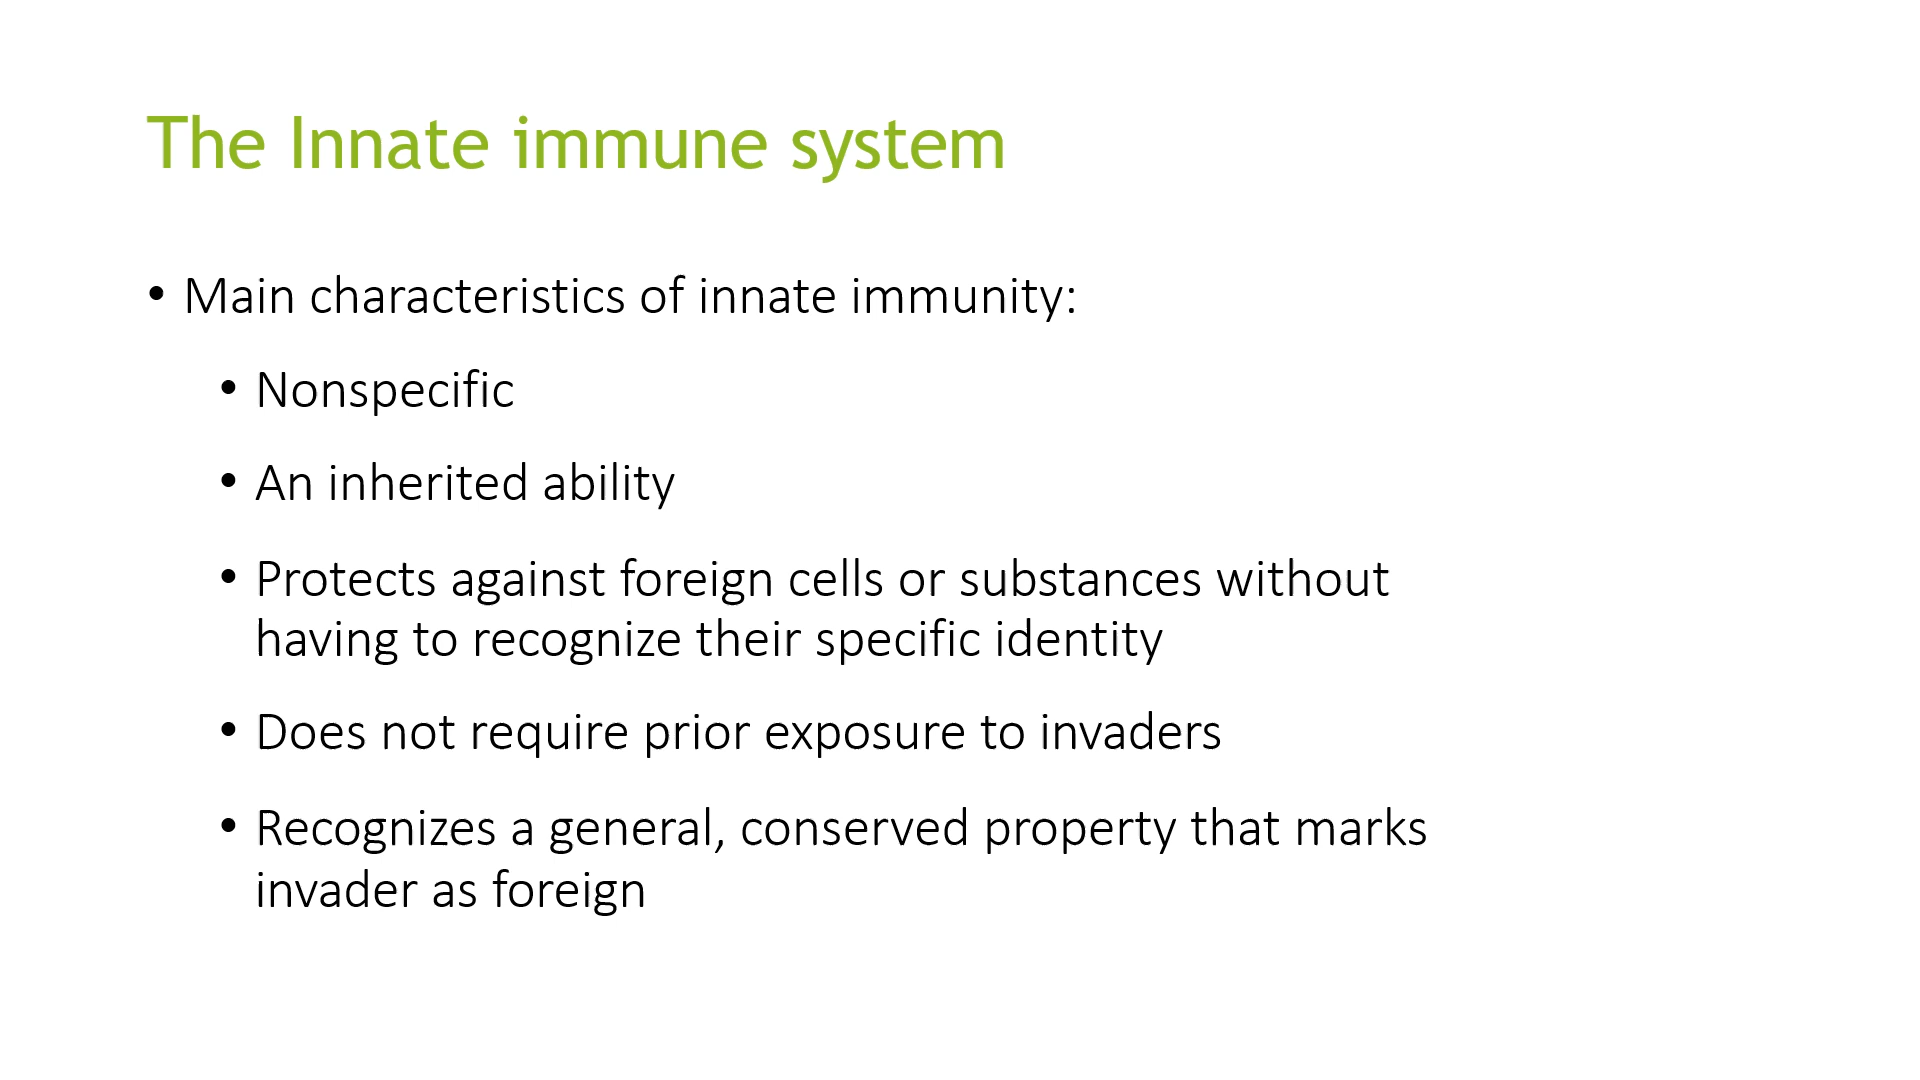 The Innate immune system
• Main characteristics of innate immunity:
• Nonspecific
• An inherited ability
• Protects against foreign cells or substances without
having to recognize their specific identity
• Does not require prior exposure to invaders
• Recognizes a general, conserved property that marks
invader as foreign